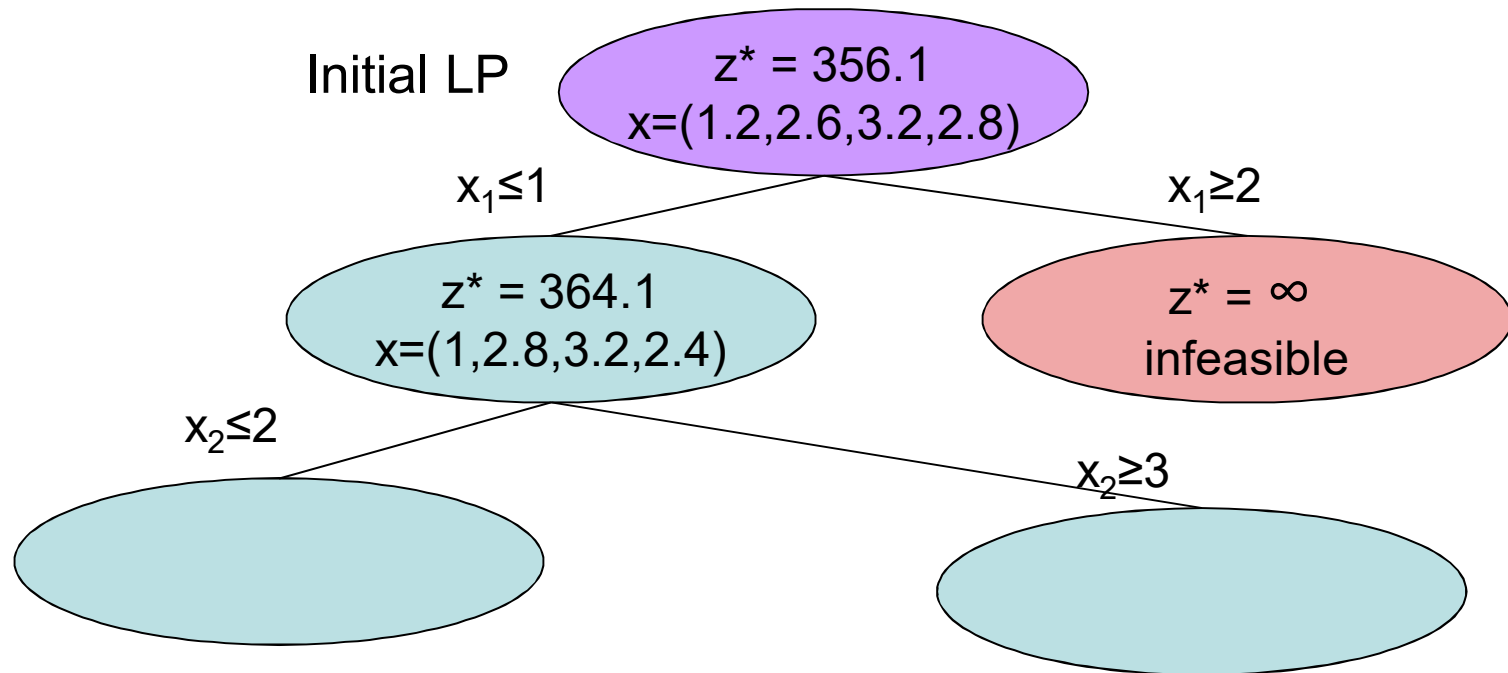 Initial LP
z* = 356.1
x=(1.2,2.6,3.2,2.8)
x₁≤1
x₁≥2
z* = 364.1
x=(1,2.8,3.2,2.4)
z* = ∞
infeasible
x₂≤2
x₂≥3